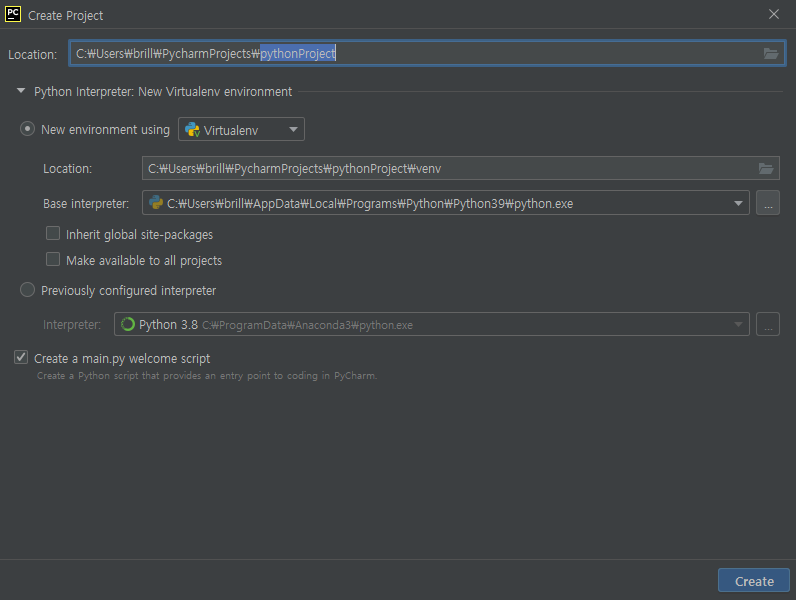 PC Create Project
Location: C:₩Users₩brill₩PycharmProjects₩pythonProject
Python Interpreter: New Virtualenv environment
New environment using Virtualenv
Location: C:₩Users₩brill₩PycharmProjects₩pythonProject₩venv
Base interpreter: C:₩Users₩brill₩AppData₩Local₩Programs₩Python₩Python39₩python.exe ...
Inherit global site-packages
Make available to all projects
Previously configured interpreter
Interpreter: Python 3.8 C:₩ProgramData₩Anaconda3₩python.exe ...
Create a main.py welcome script
Create a Python script that provides an entry point to coding in PyCharm.
Create